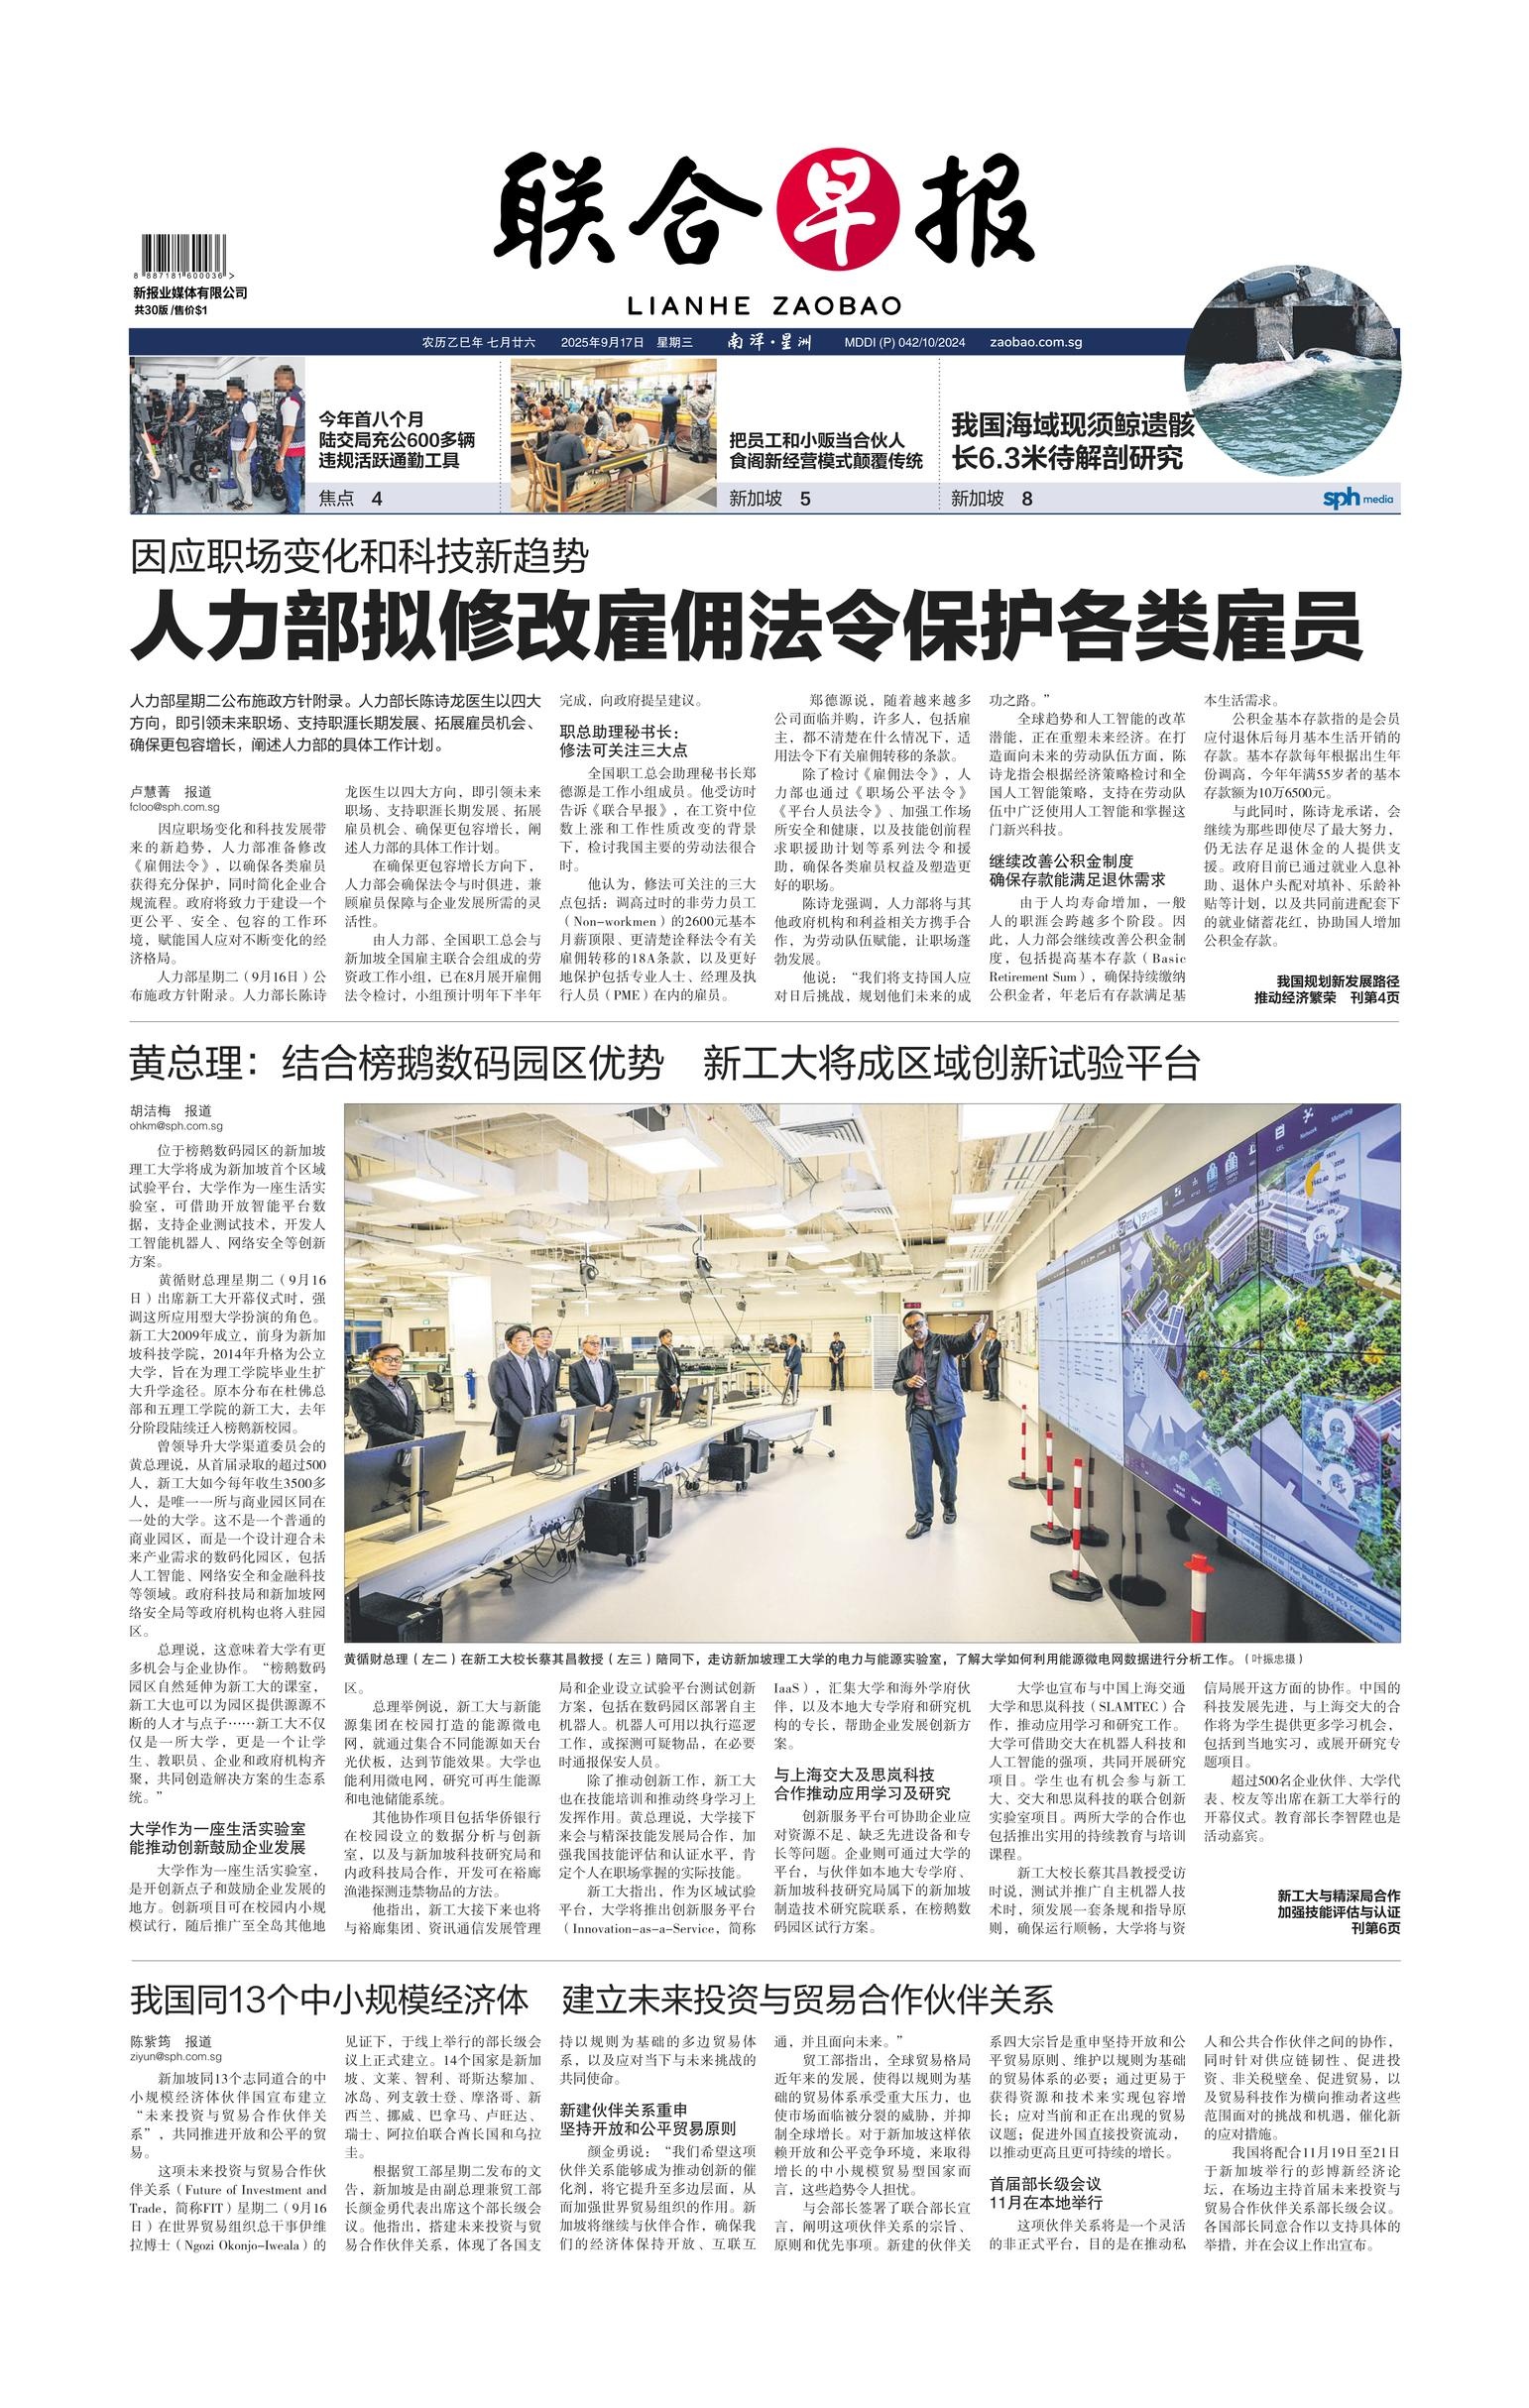 联合早报
LIANHE ZAOBAO
8 887181 600036 >
新报业媒体有限公司
共30版 /售价$1
农历乙巳年 七月廿六 2025年9月17日 星期三 南洋·星洲 MDDI (P) 042/10/2024 zaobao.com.sg
今年首八个月
陆交局充公600多辆
违规活跃通勤工具
焦点 4
把员工和小贩当合伙人
食阁新经营模式颠覆传统
新加坡 5
我国海域现须鲸遗骸
长6.3米待解剖研究
新加坡 8
sph media
因应职场变化和科技新趋势
人力部拟修改雇佣法令保护各类雇员
人力部星期二公布施政方针附录。人力部长陈诗龙医生以四大
方向，即引领未来职场、支持职涯长期发展、拓展雇员机会、
确保更包容增长，阐述人力部的具体工作计划。
卢慧菁 报道
fcloo@sph.com.sg
因应职场变化和科技发展带
来的新趋势，人力部准备修改
《雇佣法令》，以确保各类雇员
获得充分保护，同时简化企业合
规流程。政府将致力于建设一个
更公平、安全、包容的工作环
境，赋能国人应对不断变化的经
济格局。
人力部星期二（9月16日）公
布施政方针附录。人力部长陈诗
龙医生以四大方向，即引领未来
职场、支持职涯长期发展、拓展
雇员机会、确保更包容增长，阐
述人力部的具体工作计划。
在确保更包容增长方向下，
人力部会确保法令与时俱进，兼
顾雇员保障与企业发展所需的灵
活性。
由人力部、全国职工总会与
新加坡全国雇主联合会组成的劳
资政工作小组，已在8月展开雇佣
法令检讨，小组预计明年下半年
完成，向政府提呈建议。
职总助理秘书长：
修法可关注三大点
全国职工总会助理秘书长郑
德源是工作小组成员。他受访时
告诉《联合早报》，在工资中位
数上涨和工作性质改变的背景
下，检讨我国主要的劳动法很合
时。
他认为，修法可关注的三大
点包括：调高过时的非劳力员工
（Non-workmen）的2600元基本
月薪顶限、更清楚诠释法令有关
雇佣转移的18A条款，以及更好
地保护包括专业人士、经理及执
行人员（PME）在内的雇员。
郑德源说，随着越来越多
公司面临并购，许多人，包括雇
主，都不清楚在什么情况下，适
用法令下有关雇佣转移的条款。
除了检讨《雇佣法令》，人
力部也通过《职场公平法令》
《平台人员法令》、加强工作场
所安全和健康，以及技能创前程
求职援助计划等系列法令和援
助，确保各类雇员权益及塑造更
好的职场。
陈诗龙强调，人力部将与其
他政府机构和利益相关方携手合
作，为劳动队伍赋能，让职场蓬
勃发展。
他说：“我们将支持国人应
对日后挑战，规划他们未来的成
功之路。”
全球趋势和人工智能的改革
潜能，正在重塑未来经济。在打
造面向未来的劳动队伍方面，陈
诗龙指会根据经济策略检讨和全
国人工智能策略，支持在劳动队
伍中广泛使用人工智能和掌握这
门新兴科技。
继续改善公积金制度
确保存款能满足退休需求
由于人均寿命增加，一般
人的职涯会跨越多个阶段。因
此，人力部会继续改善公积金制
度，包括提高基本存款（Basic
Retirement Sum），确保持续缴纳
公积金者，年老后有存款满足基
本生活需求。
公积金基本存款指的是会员
应付退休后每月基本生活开销的
存款。基本存款每年根据出生年
份调高，今年年满55岁者的基本
存款额为10万6500元。
与此同时，陈诗龙承诺，会
继续为那些即使尽了最大努力，
仍无法存足退休金的人提供支
援。政府目前已通过就业入息补
助、退休户头配对填补、乐龄补
贴等计划，以及共同前进配套下
的就业储蓄花红，协助国人增加
公积金存款。
我国规划新发展路径
推动经济繁荣 刊第4页
黄总理：结合榜鹅数码园区优势 新工大将成区域创新试验平台
胡洁梅 报道
ohkm@sph.com.sg
位于榜鹅数码园区的新加坡
理工大学将成为新加坡首个区域
试验平台，大学作为一座生活实
验室，可借助开放智能平台数
据，支持企业测试技术，开发人
工智能机器人、网络安全等创新
方案。
黄循财总理星期二（9月16
日）出席新工大开幕仪式时，强
调这所应用型大学扮演的角色。
新工大2009年成立，前身为新加
坡科技学院，2014年升格为公立
大学，旨在为理工学院毕业生扩
大升学途径。原本分布在杜佛总
部和五理工学院的新工大，去年
分阶段陆续迁入榜鹅新校园。
曾领导升大学渠道委员会的
黄总理说，从首届录取的超过500
人，新工大如今每年收生3500多
人，是唯一一所与商业园区同在
一处的大学。这不是一个普通的
商业园区，而是一个设计迎合未
来产业需求的数码化园区，包括
人工智能、网络安全和金融科技
等领域。政府科技局和新加坡网
络安全局等政府机构也将入驻园
区。
总理说，这意味着大学有更
多机会与企业协作。“榜鹅数码
园区自然延伸为新工大的课室，
新工大也可以为园区提供源源不
断的人才与点子……新工大不仅
仅是一所大学，更是一个让学
生、教职员、企业和政府机构齐
聚，共同创造解决方案的生态系
统。”
大学作为一座生活实验室
能推动创新鼓励企业发展
大学作为一座生活实验室，
是开创新点子和鼓励企业发展的
地方。创新项目可在校园内小规
模试行，随后推广至全岛其他地
黄循财总理（左二）在新工大校长蔡其昌教授（左三）陪同下，走访新加坡理工大学的电力与能源实验室，了解大学如何利用能源微电网数据进行分析工作。（叶振忠摄）
区。
总理举例说，新工大与新能
源集团在校园打造的能源微电
网，就通过集合不同能源如天台
光伏板，达到节能效果。大学也
能利用微电网，研究可再生能源
和电池储能系统。
其他协作项目包括华侨银行
在校园设立的数据分析与创新
室，以及与新加坡科技研究局和
内政科技局合作，开发可在裕廊
渔港探测违禁物品的方法。
他指出，新工大接下来也将
与裕廊集团、资讯通信发展管理
局和企业设立试验平台测试创新
方案，包括在数码园区部署自主
机器人。机器人可用以执行巡逻
工作，或探测可疑物品，在必要
时通报保安人员。
除了推动创新工作，新工大
也在技能培训和推动终身学习上
发挥作用。黄总理说，大学接下
来会与精深技能发展局合作，加
强我国技能评估和认证水平，肯
定个人在职场掌握的实际技能。
新工大指出，作为区域试验
平台，大学将推出创新服务平台
（Innovation-as-a-Service，简称
IaaS），汇集大学和海外学府伙
伴，以及本地大专学府和研究机
构的专长，帮助企业发展创新方
案。
与上海交大及思岚科技
合作推动应用学习及研究
创新服务平台可协助企业应
对资源不足、缺乏先进设备和专
长等问题。企业则可通过大学的
平台，与伙伴如本地大专学府、
新加坡科技研究局属下的新加坡
制造技术研究院联系，在榜鹅数
码园区试行方案。
大学也宣布与中国上海交通
大学和思岚科技（SLAMTEC）合
作，推动应用学习和研究工作。
大学可借助交大在机器人科技和
人工智能的强项，共同开展研究
项目。学生也有机会参与新工
大、交大和思岚科技的联合创新
实验室项目。两所大学的合作也
包括推出实用的持续教育与培训
课程。
新工大校长蔡其昌教授受访
时说，测试并推广自主机器人技
术时，须发展一套条规和指导原
则，确保运行顺畅，大学将与资
信局展开这方面的协作。中国的
科技发展先进，与上海交大的合
作将为学生提供更多学习机会，
包括到当地实习，或展开研究专
题项目。
超过500名企业伙伴、大学代
表、校友等出席在新工大举行的
开幕仪式。教育部长李智陞也是
活动嘉宾。
新工大与精深局合作
加强技能评估与认证
刊第6页
我国同13个中小规模经济体 建立未来投资与贸易合作伙伴关系
陈紫筠 报道
ziyun@sph.com.sg
新加坡同13个志同道合的中
小规模经济体伙伴国宣布建立
“未来投资与贸易合作伙伴关
系”，共同推进开放和公平的贸
易。
这项未来投资与贸易合作伙
伴关系（Future of Investment and
Trade，简称FIT）星期二（9月16
日）在世界贸易组织总干事伊维
拉博士（Ngozi Okonjo-Iweala）的
见证下，于线上举行的部长级会
议上正式建立。14个国家是新加
坡、文莱、智利、哥斯达黎加、
冰岛、列支敦士登、摩洛哥、新
西兰、挪威、巴拿马、卢旺达、
瑞士、阿拉伯联合酋长国和乌拉
圭。
根据贸工部星期二发布的文
告，新加坡是由副总理兼贸工部
长颜金勇代表出席这个部长级会
议。他指出，搭建未来投资与贸
易合作伙伴关系，体现了各国支
持以规则为基础的多边贸易体
系，以及应对当下与未来挑战的
共同使命。
新建伙伴关系重申
坚持开放和公平贸易原则
颜金勇说：“我们希望这项
伙伴关系能够成为推动创新的催
化剂，将它提升至多边层面，从
而加强世界贸易组织的作用。新
加坡将继续与伙伴合作，确保我
们的经济体保持开放、互联互
通，并且面向未来。”
贸工部指出，全球贸易格局
近年来的发展，使得以规则为基
础的贸易体系承受重大压力，也
使市场面临被分裂的威胁，并抑
制全球增长。对于新加坡这样依
赖开放和公平竞争环境，来取得
增长的中小规模贸易型国家而
言，这些趋势令人担忧。
与会部长签署了联合部长宣
言，阐明这项伙伴关系的宗旨、
原则和优先事项。新建的伙伴关
系四大宗旨是重申坚持开放和公
平贸易原则、维护以规则为基础
的贸易体系的必要；通过更易于
获得资源和技术来实现包容增
长；应对当前和正在出现的贸易
议题；促进外国直接投资流动，
以推动更高且更可持续的增长。
首届部长级会议
11月在本地举行
这项伙伴关系将是一个灵活
的非正式平台，目的是在推动私
人和公共合作伙伴之间的协作，
同时针对供应链韧性、促进投
资、非关税壁垒、促进贸易，以
及贸易科技作为横向推动者这些
范围面对的挑战和机遇，催化新
的应对措施。
我国将配合11月19日至21日
于新加坡举行的彭博新经济论
坛，在场边主持首届未来投资与
贸易合作伙伴关系部长级会议。
各国部长同意合作以支持具体的
举措，并在会议上作出宣布。